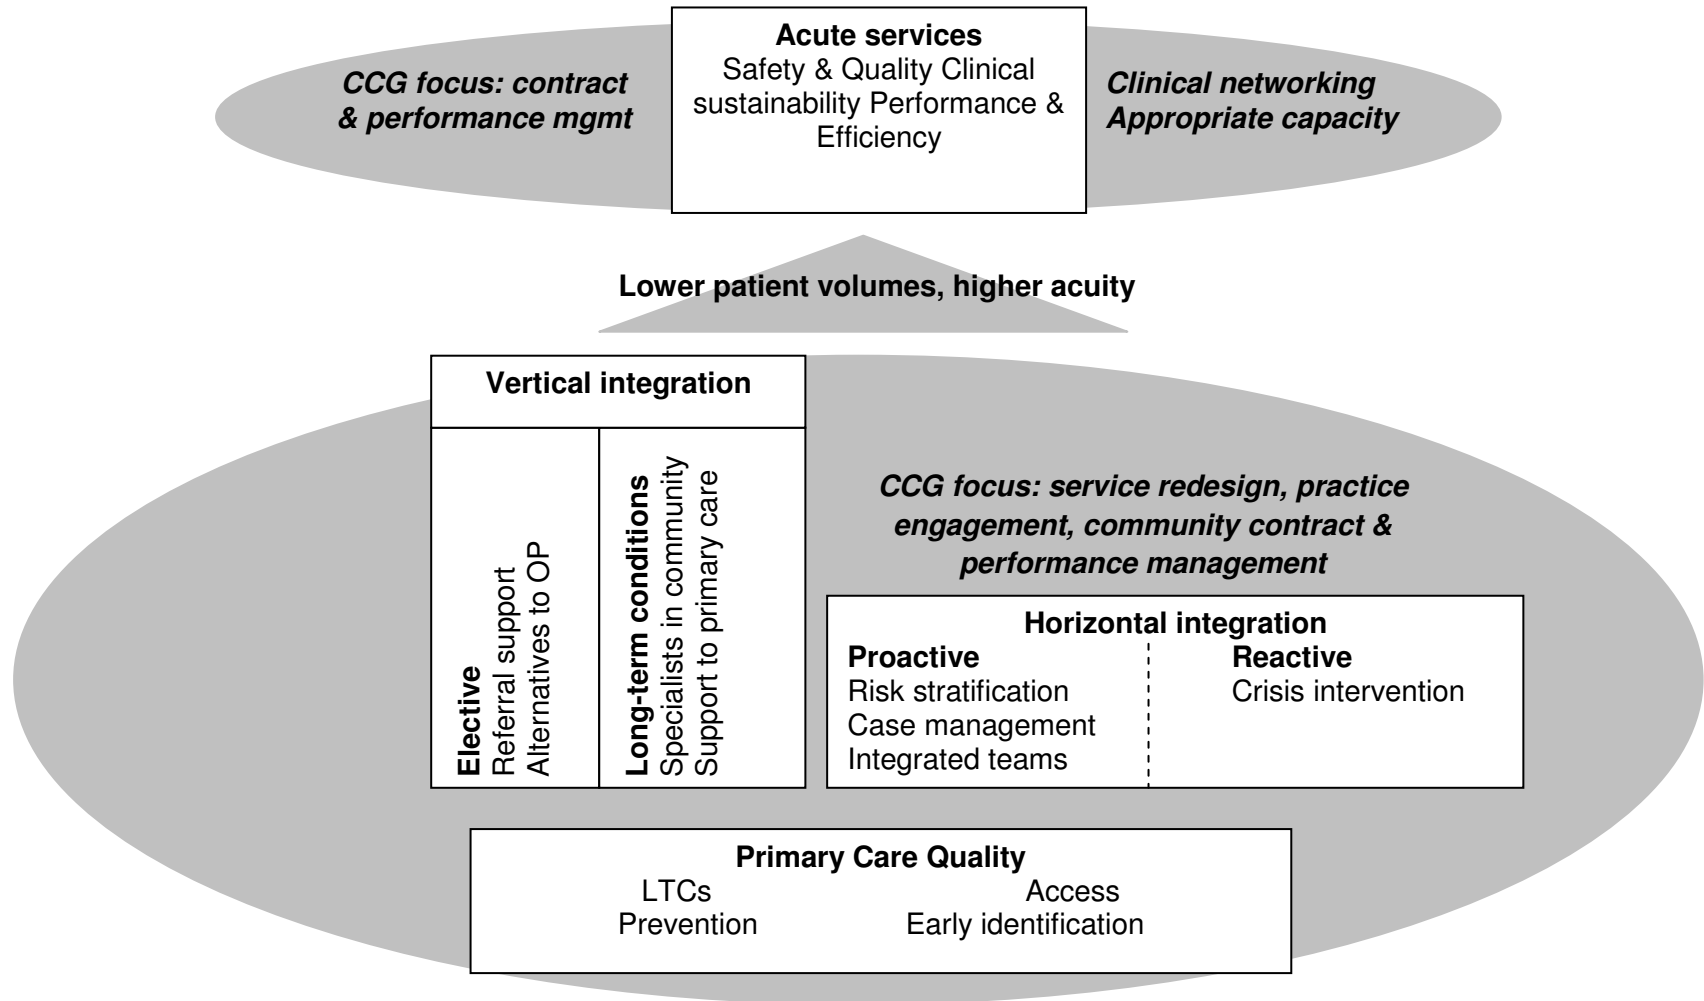 CCG focus: contract
& performance mgmt
Acute services
Safety & Quality Clinical
sustainability Performance &
Efficiency
Clinical networking
Appropriate capacity
Lower patient volumes, higher acuity
Vertical integration
Elective
Referral support
Alternatives to OP
Long-term conditions
Specialists in community
Support to primary care
CCG focus: service redesign, practice
engagement, community contract &
performance management
Horizontal integration
Proactive
Risk stratification
Case management
Integrated teams
Reactive
Crisis intervention
Primary Care Quality
LTCs Access
Prevention Early identification